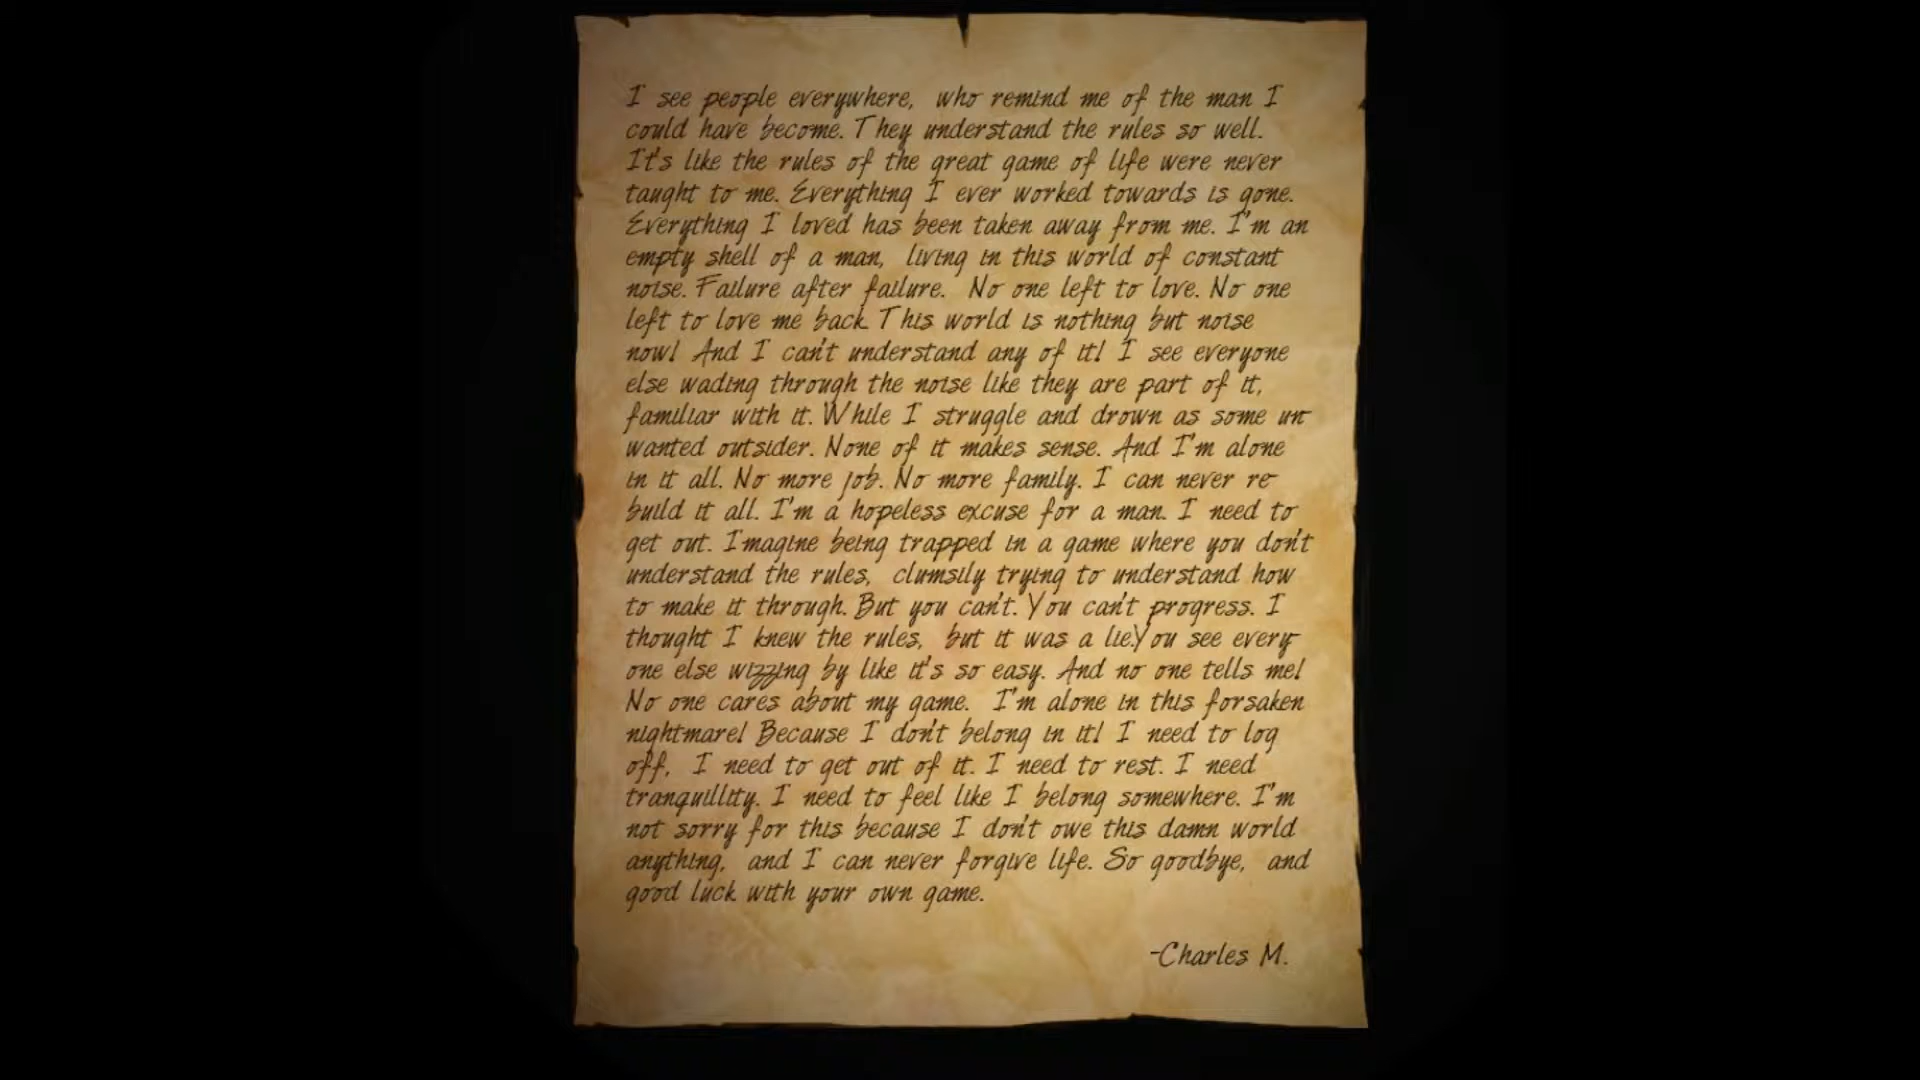 I see people everywhere, who remind me of the man I
could have become. They understand the rules so well.
It's like the rules of the great game of life were never
taught to me. Everything I ever worked towards is gone.
Everything I loved has been taken away from me. I'm an
empty shell of a man, living in this world of constant
noise. Failure after failure. No one left to love. No one
left to love me back. This world is nothing but noise
now! And I can't understand any of it! I see everyone
else wading through the noise like they are part of it,
familiar with it. While I struggle and drown as some un-
wanted outsider. None of it makes sense. And I'm alone
in it all. No more job. No more family. I can never re-
build it all. I'm a hopeless excuse for a man. I need to
get out. Imagine being trapped in a game where you don't
understand the rules, clumsily trying to understand how
to make it through. But you can't. You can't progress. I
thought I knew the rules, but it was a lie.You see every-
one else wizzing by like it's so easy. And no one tells me!
No one cares about my game. I'm alone in this forsaken
nightmare! Because I don't belong in it! I need to log
off, I need to get out of it. I need to rest. I need
tranquillity. I need to feel like I belong somewhere. I'm
not sorry for this because I don't owe this damn world
anything, and I can never forgive life. So goodbye, and
good luck with your own game.
-Charles M.